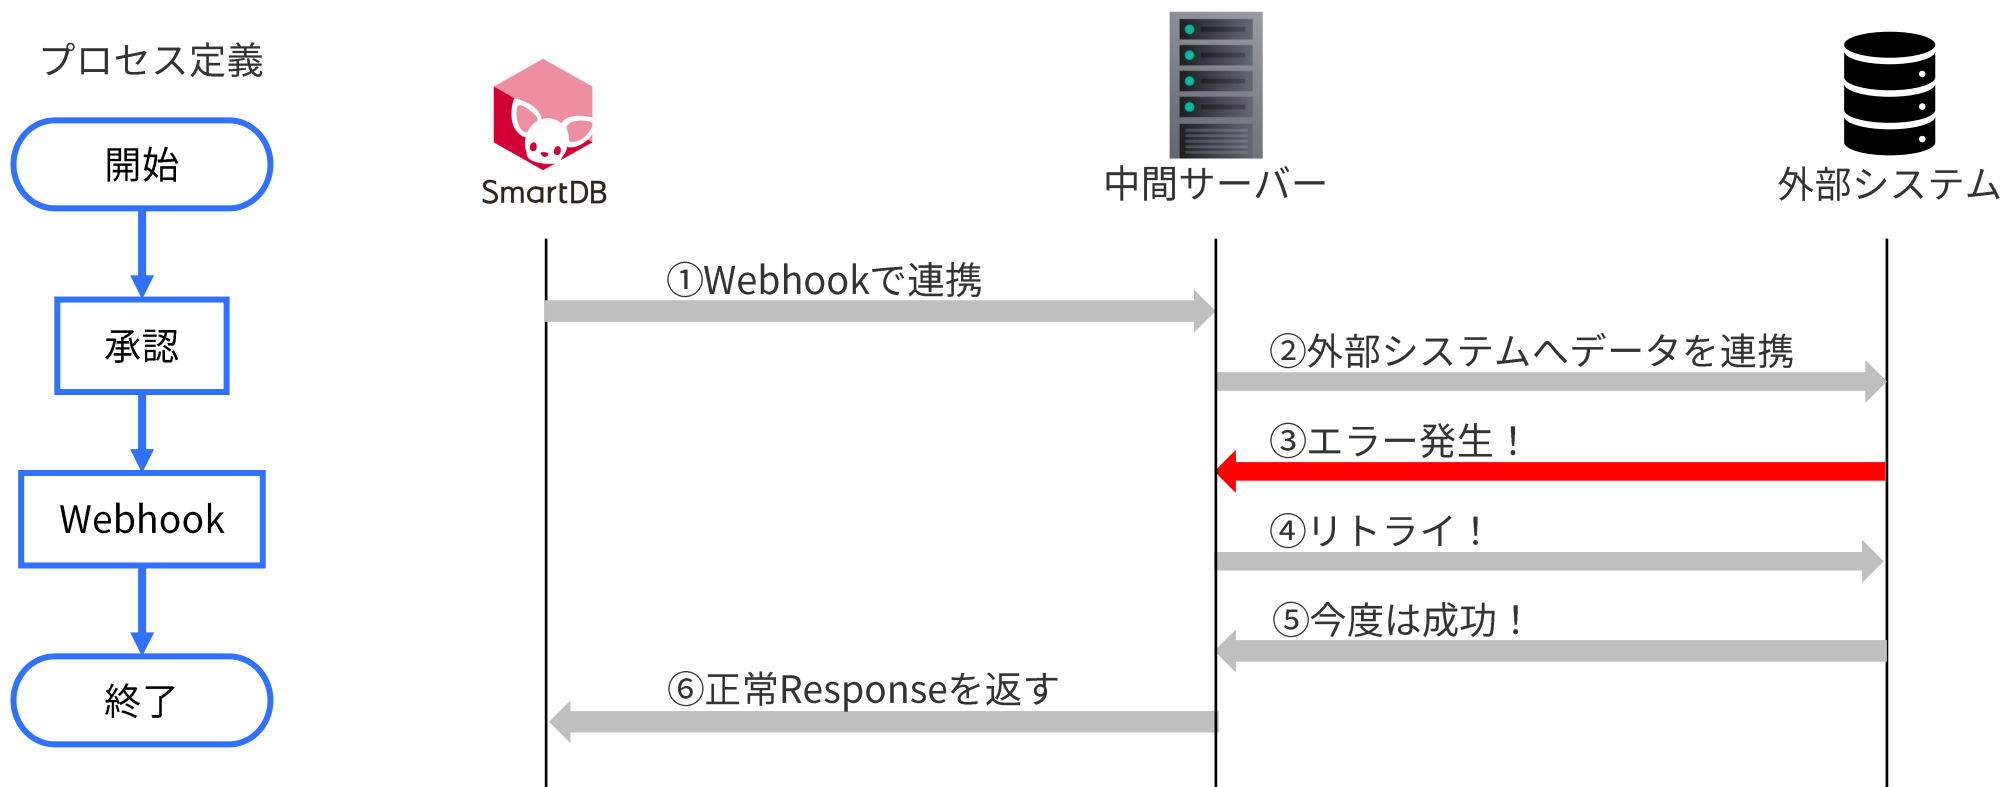 プロセス定義
開始
承認
Webhook
終了
SmartDB
中間サーバー
外部システム
①Webhookで連携
②外部システムへデータを連携
③エラー発生！
④リトライ！
⑤今度は成功！
⑥正常Responseを返す